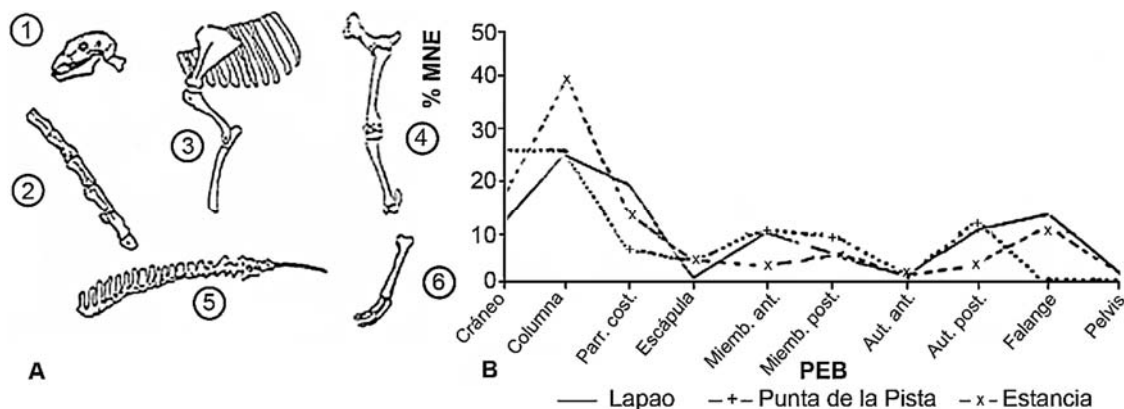 1
2
3
4
5
6
A
% MNE
50
40
30
20
10
0
Cráneo
Columna
Parr. cost.
Escápula
Miemb. ant.
Miemb. post.
Aut. ant.
Aut. post.
Falange
Pelvis
B
PEB
Lapao
Punta de la Pista
Estancia